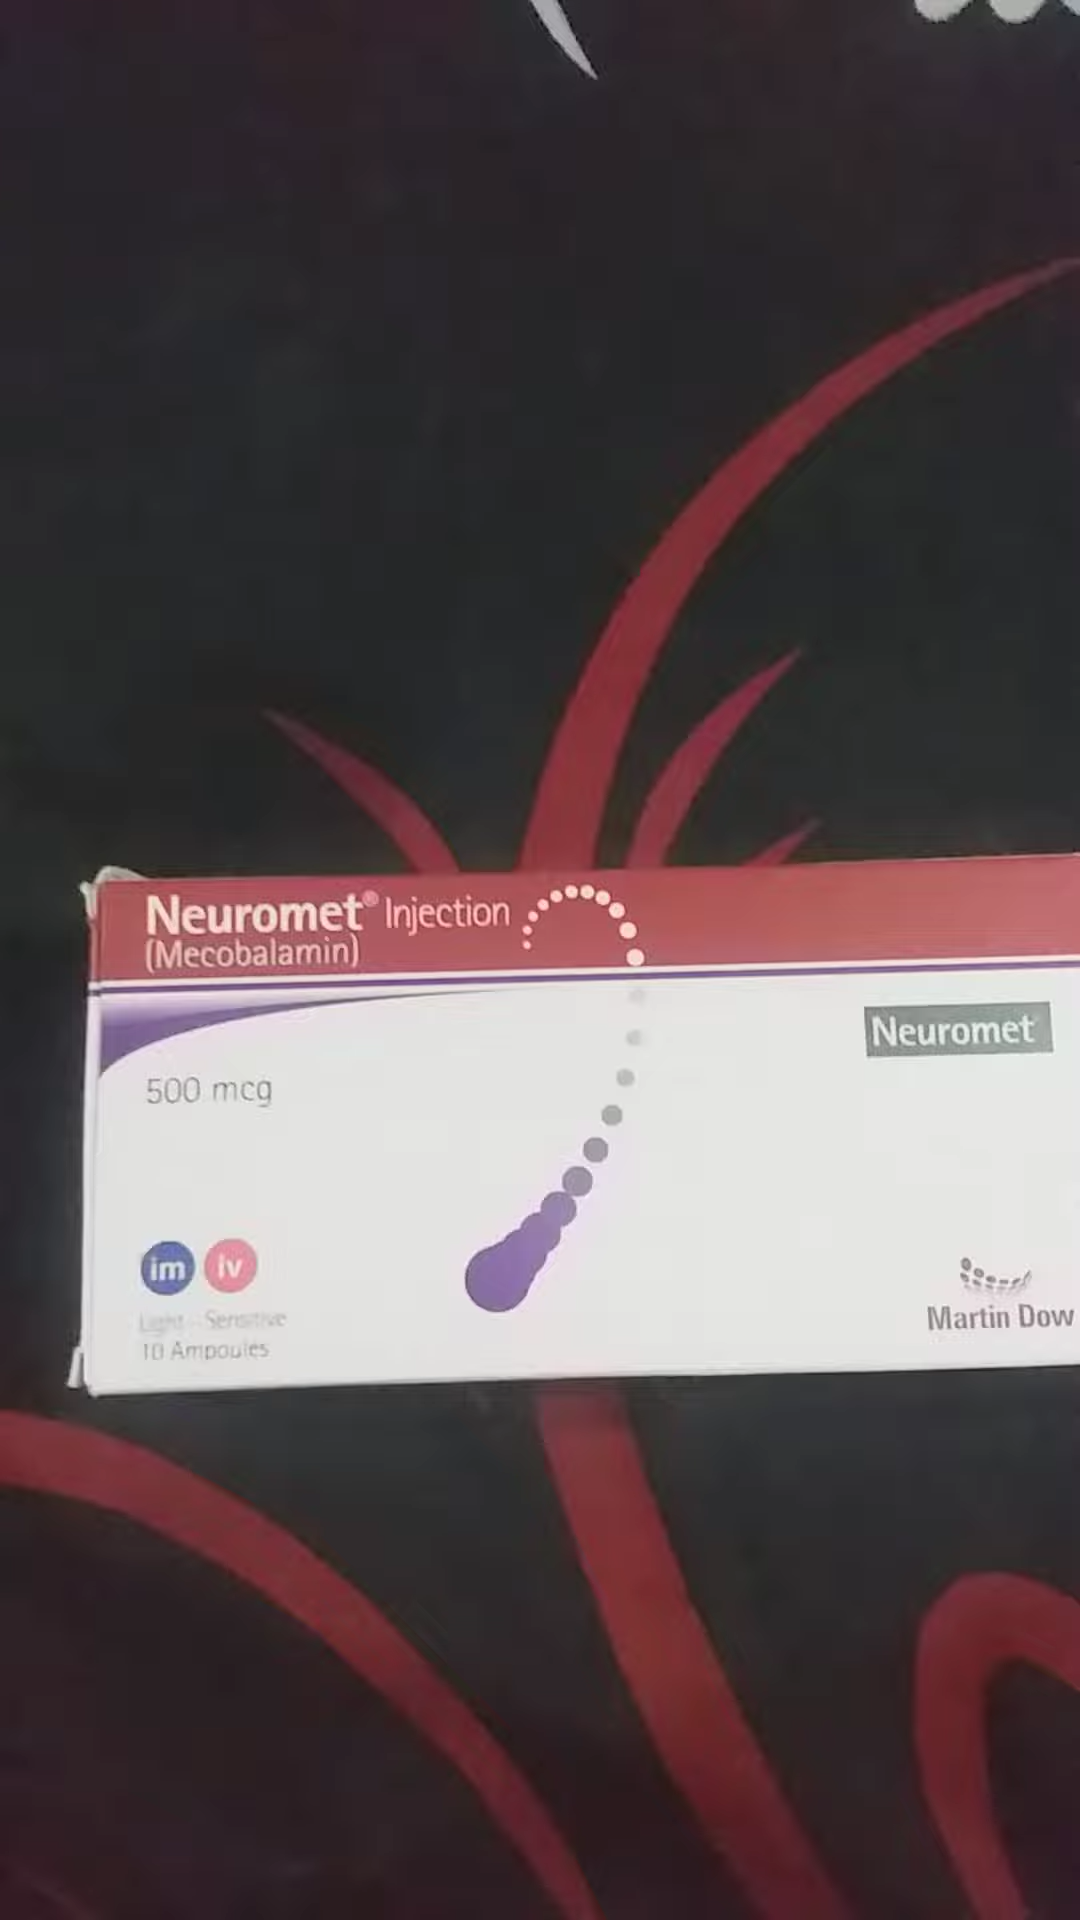 Neuromet® Injection
(Mecobalamin)
Neuromet
500 mcg
im iv
Light - Sensitive
10 Ampoules
Martin Dow